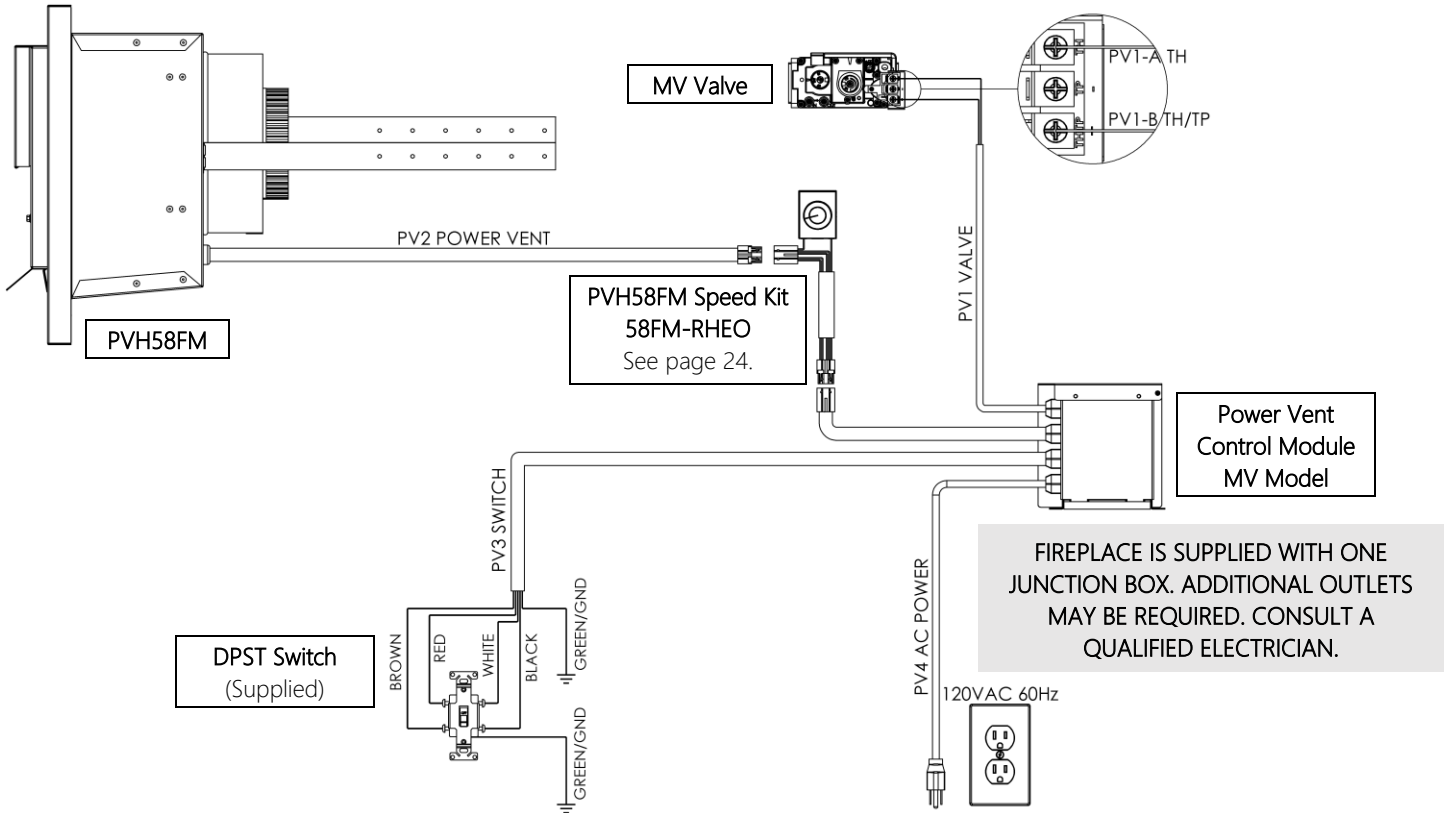 MV Valve
PV1-A TH
PV1-B TH/TP
PV2 POWER VENT
PVH58FM Speed Kit
58FM-RHEO
See page 24.
PVH58FM
PV1 VALVE
Power Vent
Control Module
MV Model
PV3 SWITCH
PV4 AC POWER
FIREPLACE IS SUPPLIED WITH ONE
JUNCTION BOX. ADDITIONAL OUTLETS
MAY BE REQUIRED. CONSULT A
QUALIFIED ELECTRICIAN.
DPST Switch
(Supplied)
BROWN
RED
WHITE
BLACK
GREEN/GND
GREEN/GND
120VAC 60Hz